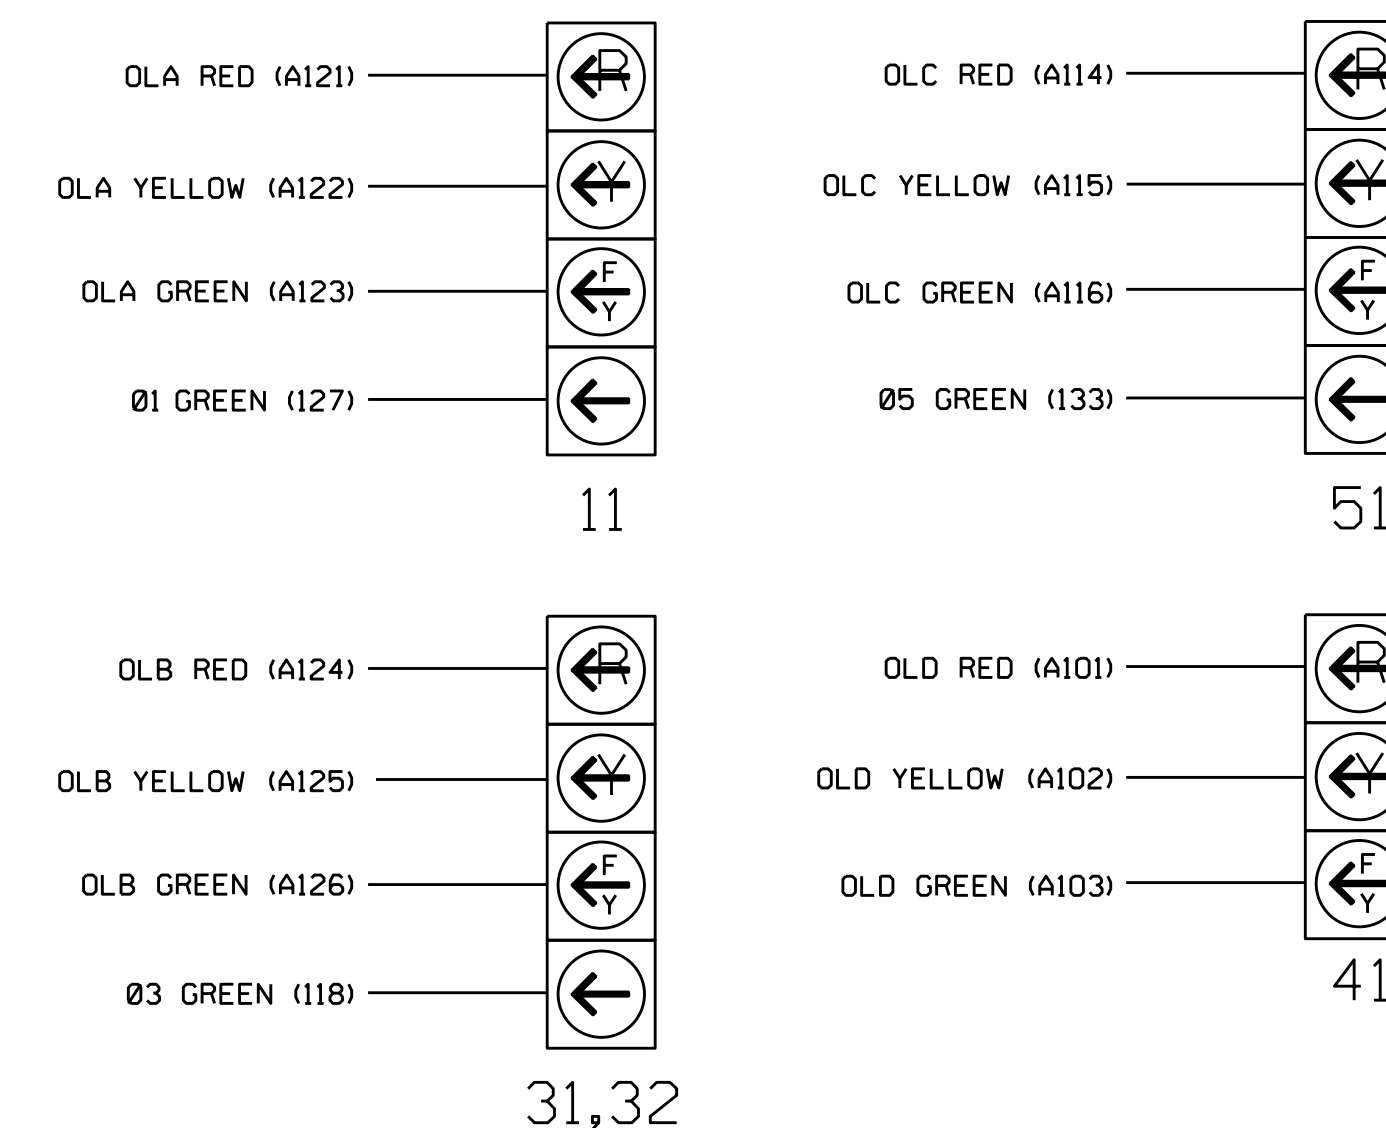 OLA RED (A121)
R
OLA YELLOW (A122)
Y
OLA GREEN (A123)
F
Y
Ø1 GREEN (127)
11
OLC RED (A114)
R
OLC YELLOW (A115)
Y
OLC GREEN (A116)
F
Y
Ø5 GREEN (133)
51
OLB RED (A124)
R
OLB YELLOW (A125)
Y
OLB GREEN (A126)
F
Y
Ø3 GREEN (118)
31,32
OLD RED (A101)
R
OLD YELLOW (A102)
Y
OLD GREEN (A103)
F
Y
41